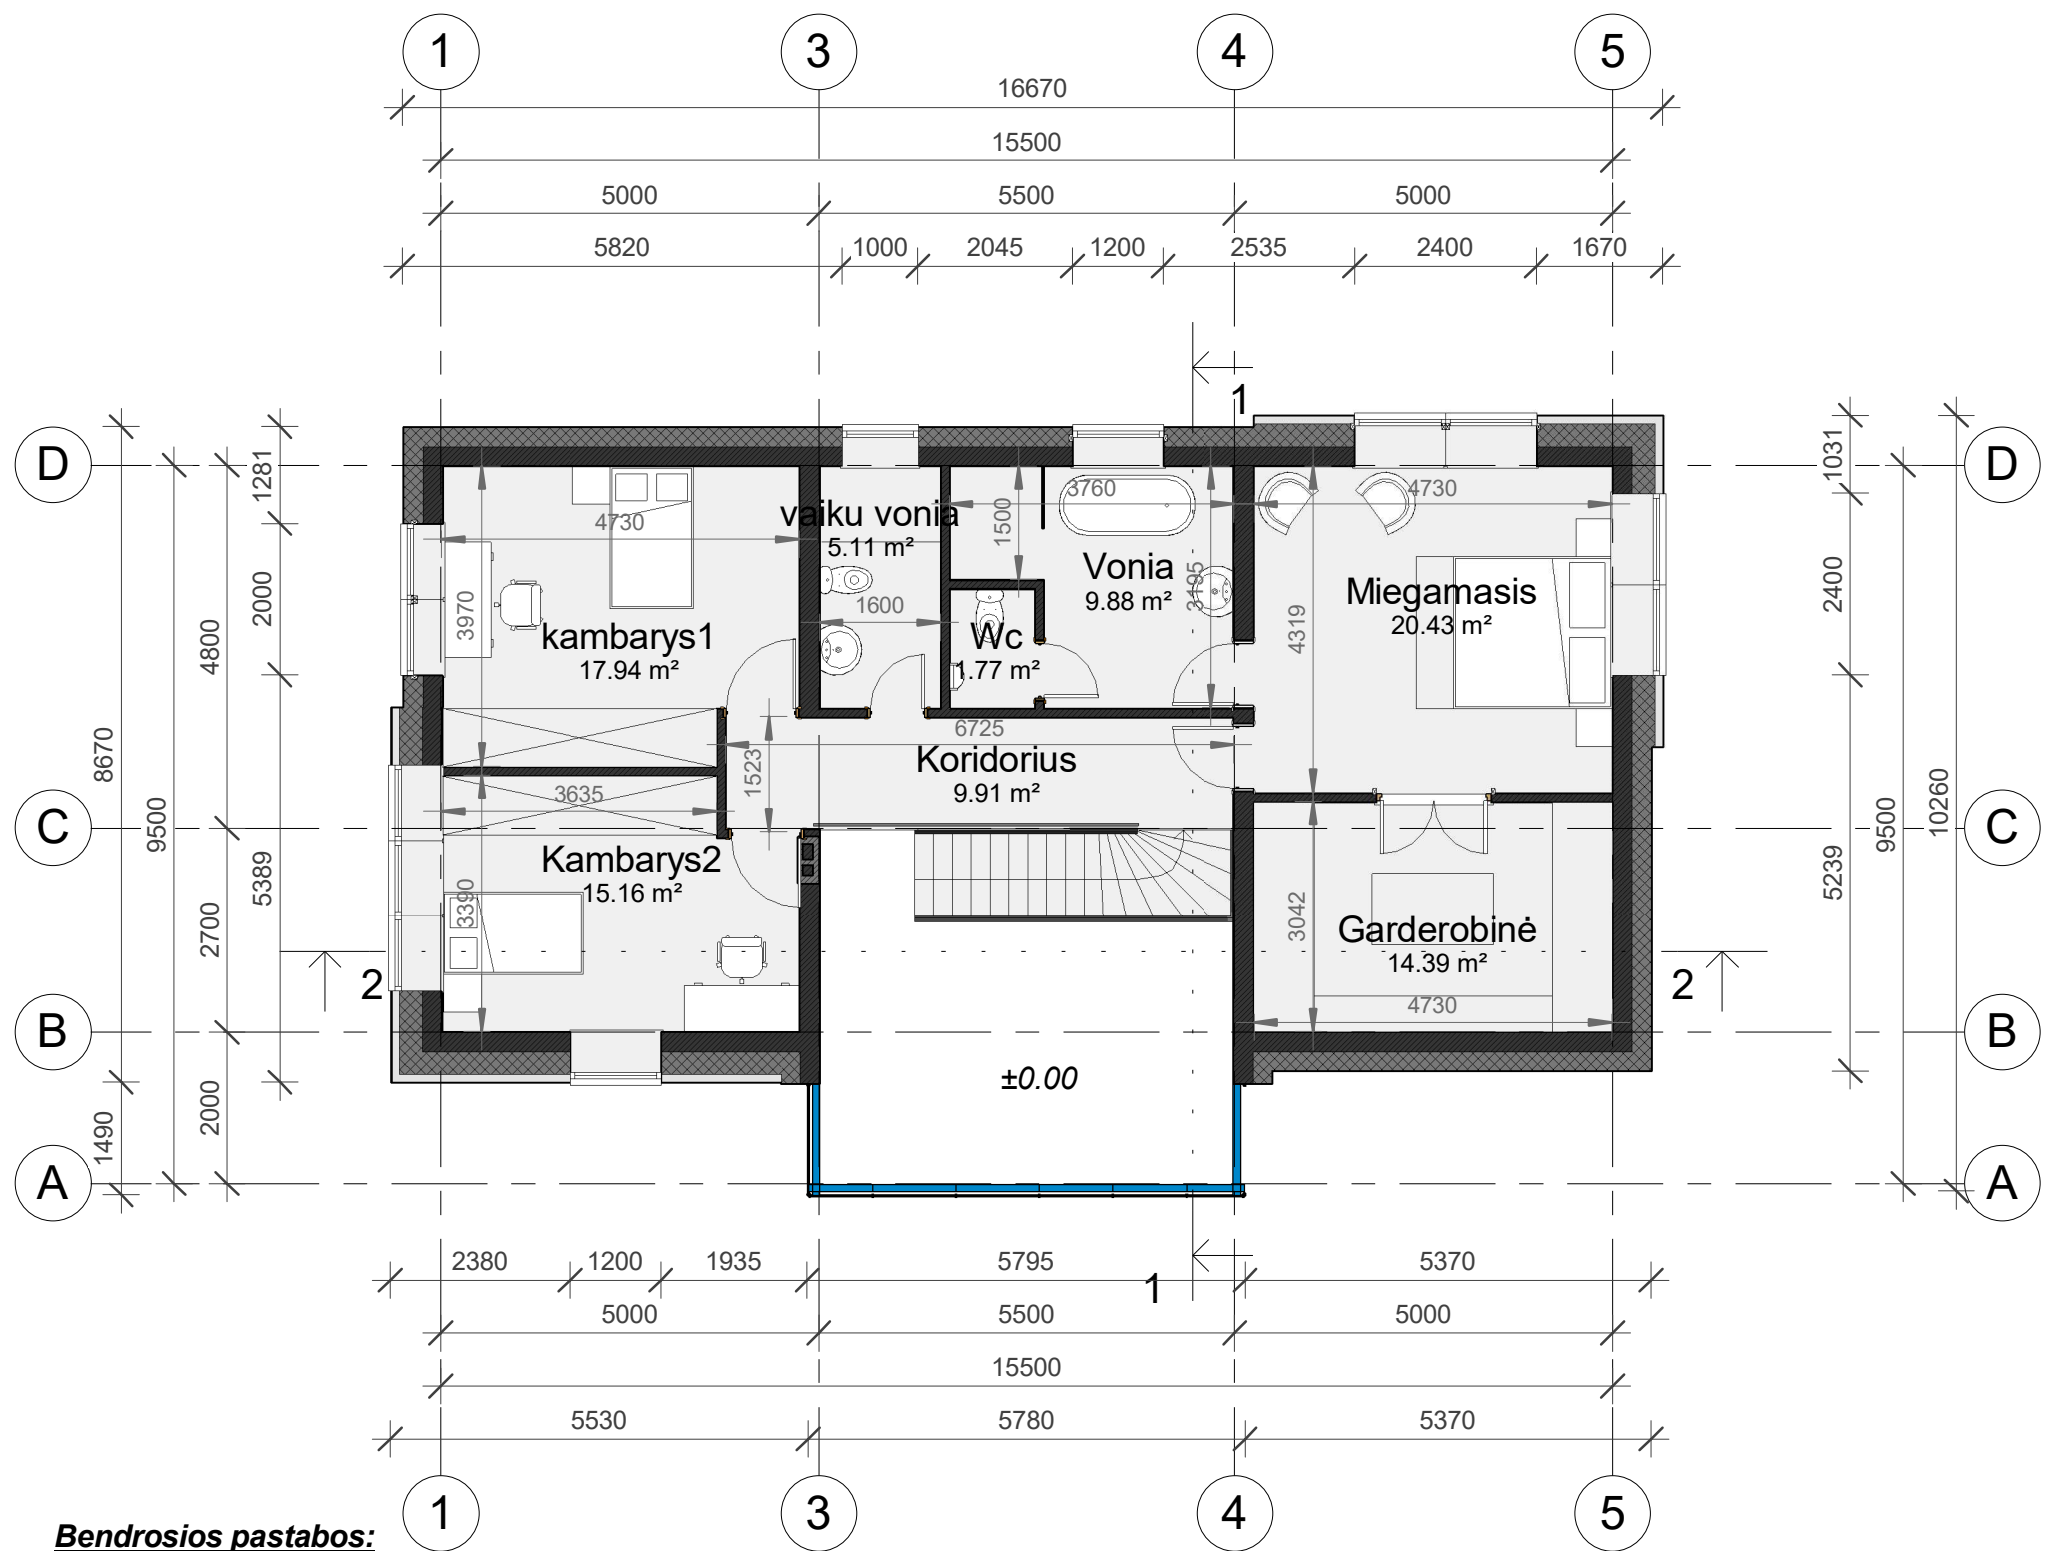 1 3 4 5
16670
15500
5000 5500 5000
5820 1000 2045 1200 2535 2400 1670
1
D D
8670
9500
4800
1281
2000
5389
2700
2000
1490
1031
2400
5239
9500
10260
4730
3970
kambarys1
17.94 m²
vaiku vonia
5.11 m²
1600
1500
3760
3195
Vonia
9.88 m²
Wc
1.77 m²
4730
4319
Miegamasis
20.43 m²
6725
1523
Koridorius
9.91 m²
C C
3635
3390
Kambarys2
15.16 m²
3042
Garderobinė
14.39 m²
4730
2 2
B B
±0.00
A A
1
2380 1200 1935 5795 5370
5000 5500 5000
15500
5530 5780 5370
1 3 4 5
Bendrosios pastabos: